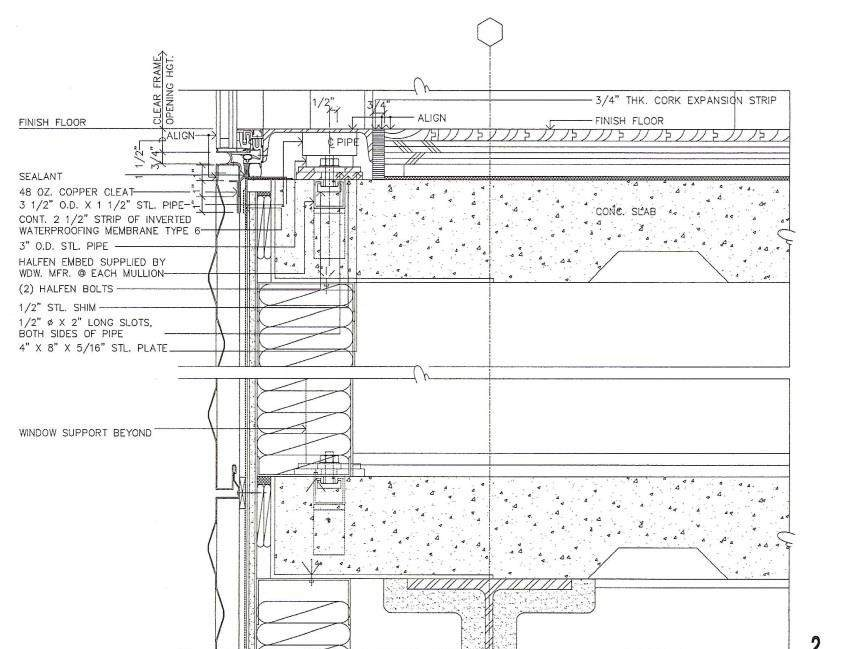 CLEAR FRAME
OPENING HGT.
1/2"
3/4"
3/4" THK. CORK EXPANSION STRIP
ALIGN
FINISH FLOOR
FINISH FLOOR
ALIGN
℄ PIPE
1 1/2"
3/4"
1"
1"
SEALANT
48 OZ. COPPER CLEAT
3 1/2" O.D. X 1 1/2" STL. PIPE
CONT. 2 1/2" STRIP OF INVERTED
WATERPROOFING MEMBRANE TYPE 6
CONC. SLAB
3" O.D. STL. PIPE
HALFEN EMBED SUPPLIED BY
WDW. MFR. @ EACH MULLION
(2) HALFEN BOLTS
1/2" STL. SHIM
1/2" ø X 2" LONG SLOTS,
BOTH SIDES OF PIPE
4" X 8" X 5/16" STL. PLATE
WINDOW SUPPORT BEYOND
2